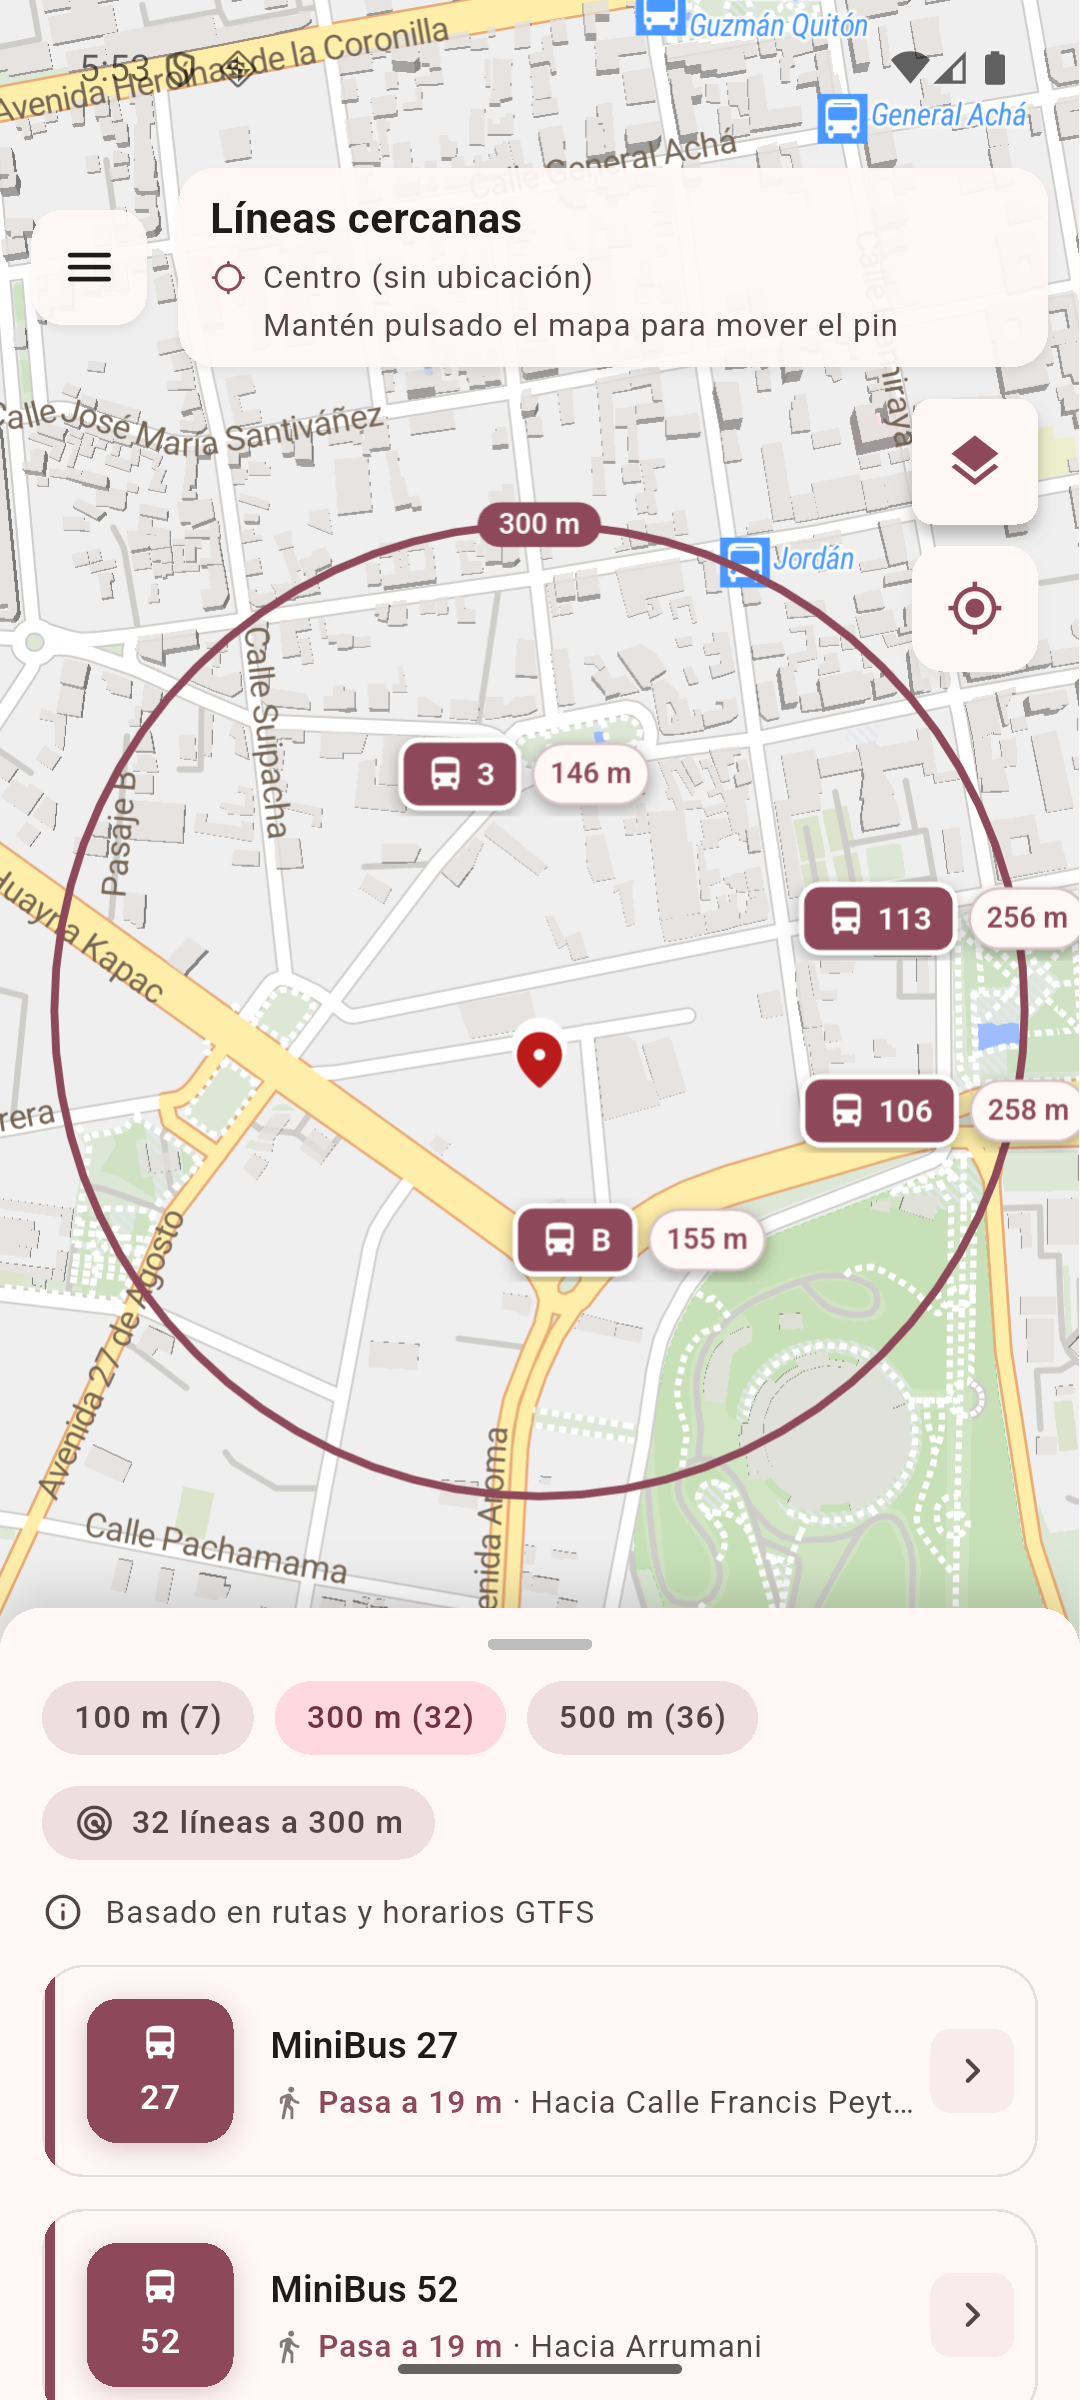 Guzmán Quitón
Avenida Heroínas de la Coronilla
5:53
General Achá
Calle General Achá
Líneas cercanas
Centro (sin ubicación)
Mantén pulsado el mapa para mover el pin
Calle José María Santiváñez
300 m
Jordán
Calle Suipacha
3
146 m
Pasaje B
Huayna Kapac
113
256 m
106
258 m
rera
B
155 m
Avenida 27 de Agosto
enida Aroma
Calle Pachamama
100 m (7)
300 m (32)
500 m (36)
32 líneas a 300 m
Basado en rutas y horarios GTFS
27
MiniBus 27
Pasa a 19 m · Hacia Calle Francis Peyt…
52
MiniBus 52
Pasa a 19 m · Hacia Arrumani